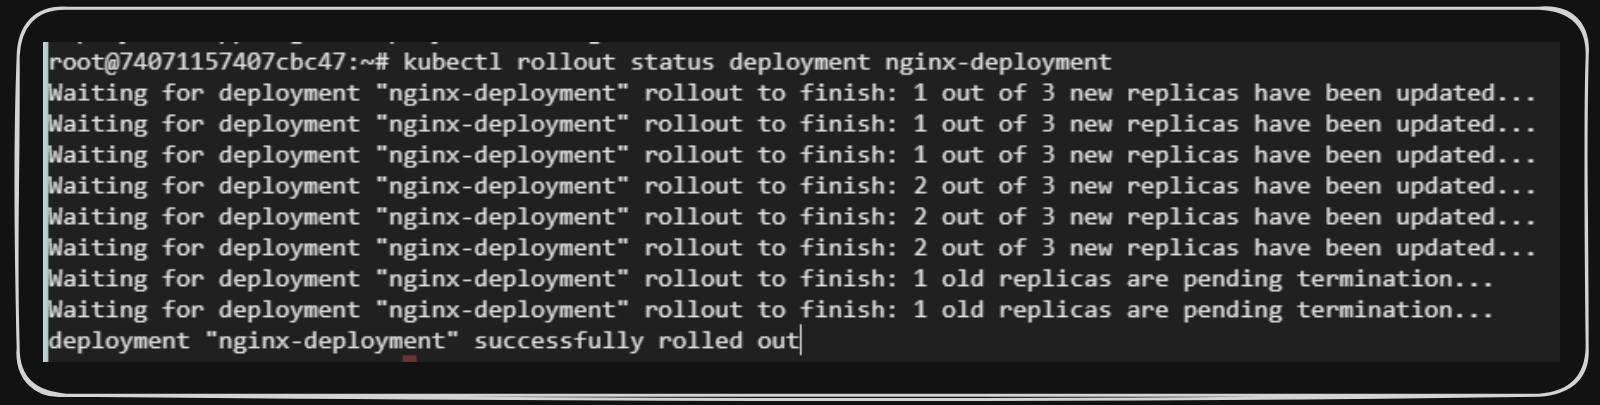 root@74071157407cbc47:~# kubectl rollout status deployment nginx-deployment
Waiting for deployment "nginx-deployment" rollout to finish: 1 out of 3 new replicas have been updated...
Waiting for deployment "nginx-deployment" rollout to finish: 1 out of 3 new replicas have been updated...
Waiting for deployment "nginx-deployment" rollout to finish: 1 out of 3 new replicas have been updated...
Waiting for deployment "nginx-deployment" rollout to finish: 2 out of 3 new replicas have been updated...
Waiting for deployment "nginx-deployment" rollout to finish: 2 out of 3 new replicas have been updated...
Waiting for deployment "nginx-deployment" rollout to finish: 2 out of 3 new replicas have been updated...
Waiting for deployment "nginx-deployment" rollout to finish: 1 old replicas are pending termination...
Waiting for deployment "nginx-deployment" rollout to finish: 1 old replicas are pending termination...
deployment "nginx-deployment" successfully rolled out